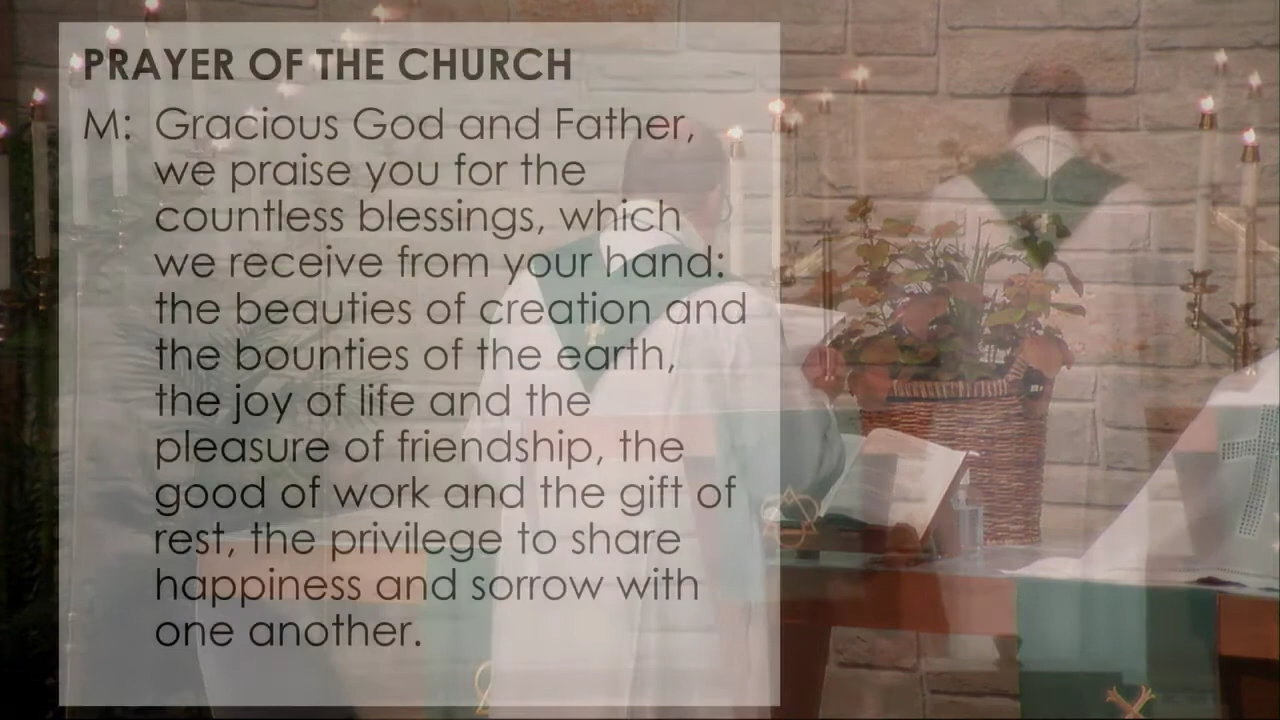 PRAYER OF THE CHURCH
M: Gracious God and Father,
we praise you for the
countless blessings, which
we receive from your hand:
the beauties of creation and
the bounties of the earth,
the joy of life and the
pleasure of friendship, the
good of work and the gift of
rest, the privilege to share
happiness and sorrow with
one another.